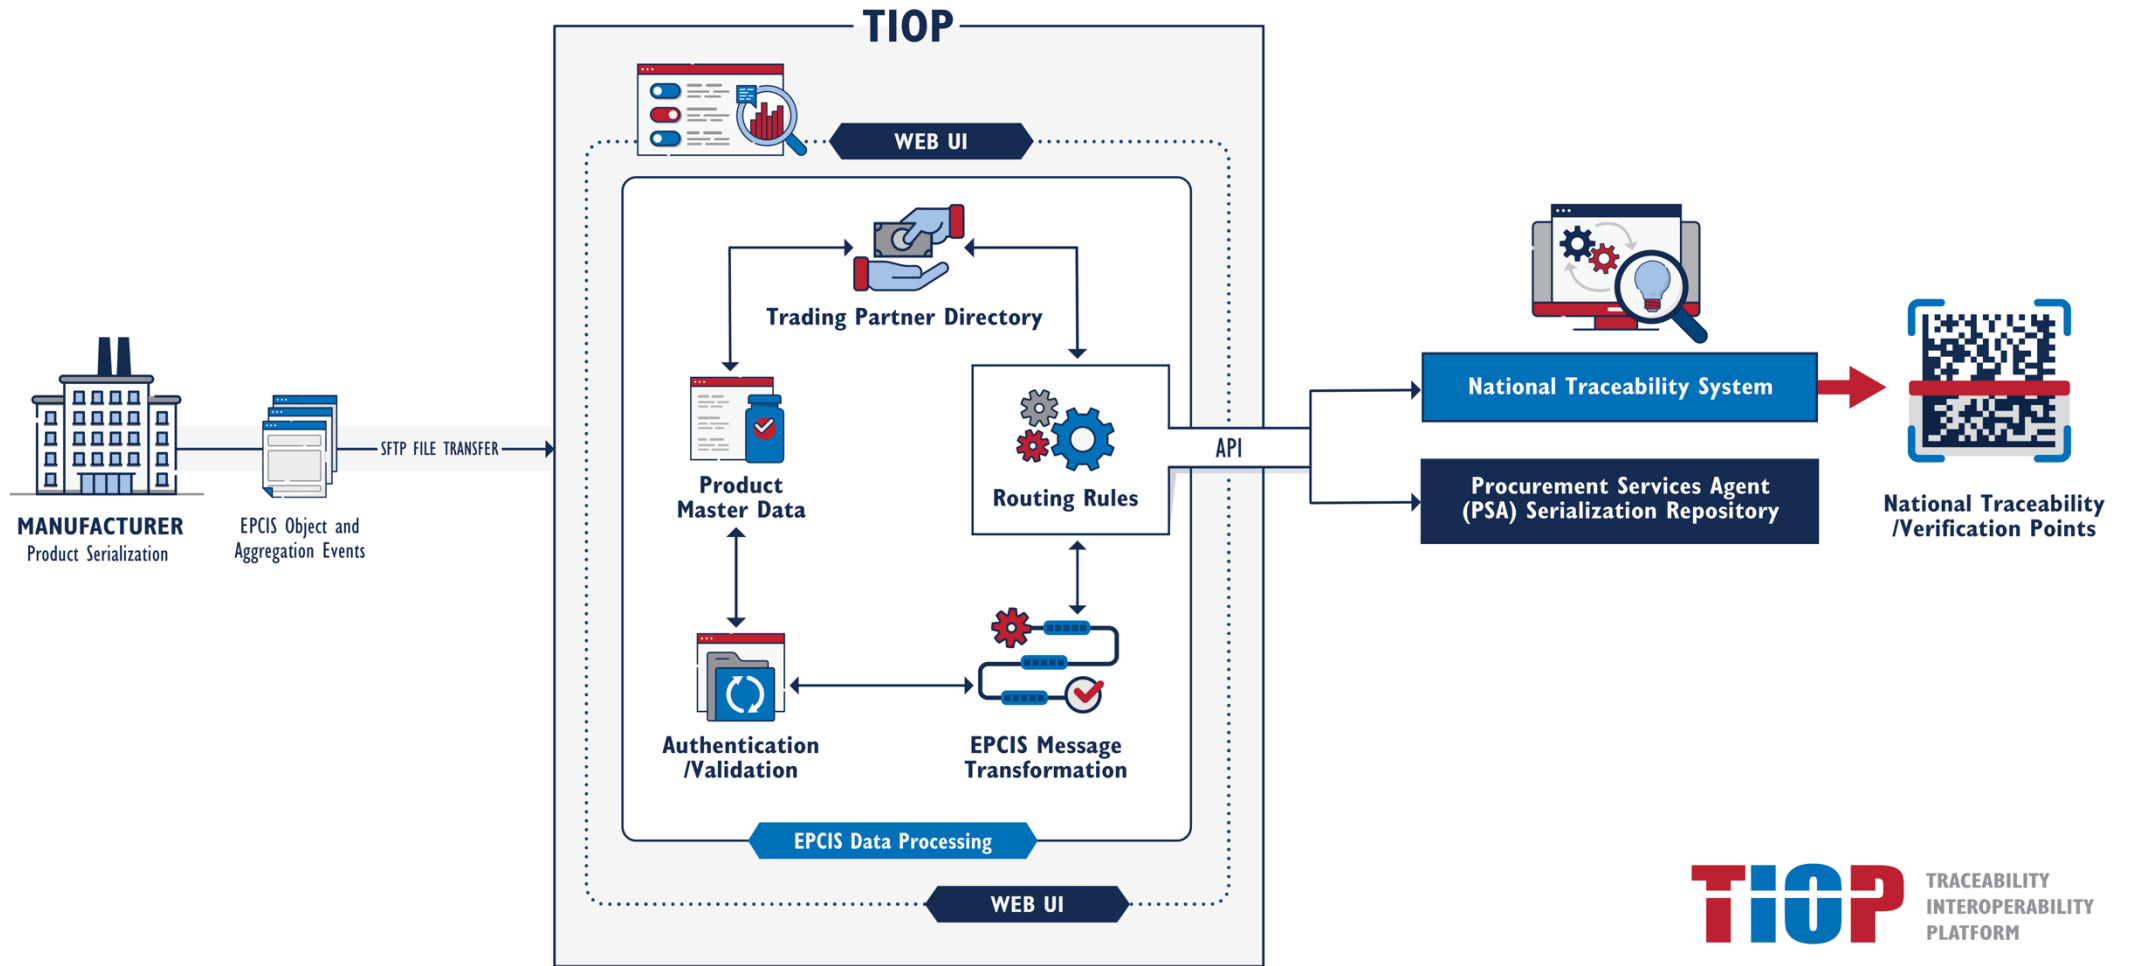 TIOP
WEB UI
Trading Partner Directory
Product
Master Data
Routing Rules
API
Authentication
/Validation
EPCIS Message
Transformation
EPCIS Data Processing
WEB UI
MANUFACTURER
Product Serialization
EPCIS Object and
Aggregation Events
SFTP FILE TRANSFER
National Traceability System
Procurement Services Agent
(PSA) Serialization Repository
National Traceability
/Verification Points
TIOP
TRACEABILITY
INTEROPERABILITY
PLATFORM